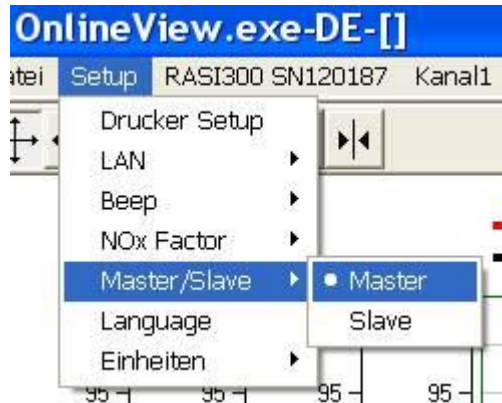 OnlineView.exe-DE-[]
atei Setup RASI300 SN120187 Kanal1
Drucker Setup
LAN
Beep
NOx Factor
Master/Slave
Master
Language
Slave
Einheiten
95 95 95 95